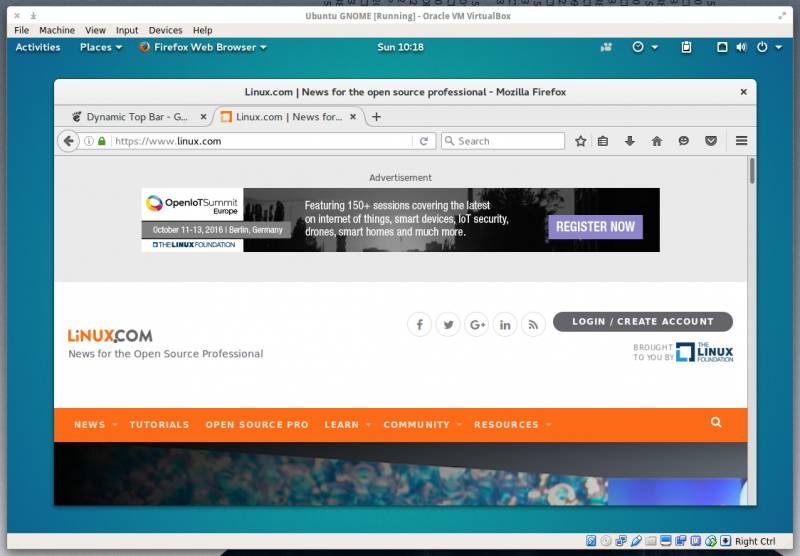 Ubuntu GNOME [Running] - Oracle VM VirtualBox
File Machine View Input Devices Help
Activities Places Firefox Web Browser Sun 10:18
Linux.com | News for the open source professional - Mozilla Firefox
Dynamic Top Bar - G... Linux.com | News for...
https://www.linux.com Search
Advertisement
OpenIoTSummit
Europe
October 11-13, 2016 | Berlin, Germany
THE LINUX FOUNDATION
Featuring 150+ sessions covering the latest
on internet of things, smart devices, IoT security,
drones, smart homes and much more.
REGISTER NOW
LINUX.COM
News for the Open Source Professional
f G+ in
LOGIN / CREATE ACCOUNT
BROUGHT
TO YOU BY
THE
LINUX
FOUNDATION
NEWS TUTORIALS OPEN SOURCE PRO LEARN COMMUNITY RESOURCES
Right Ctrl